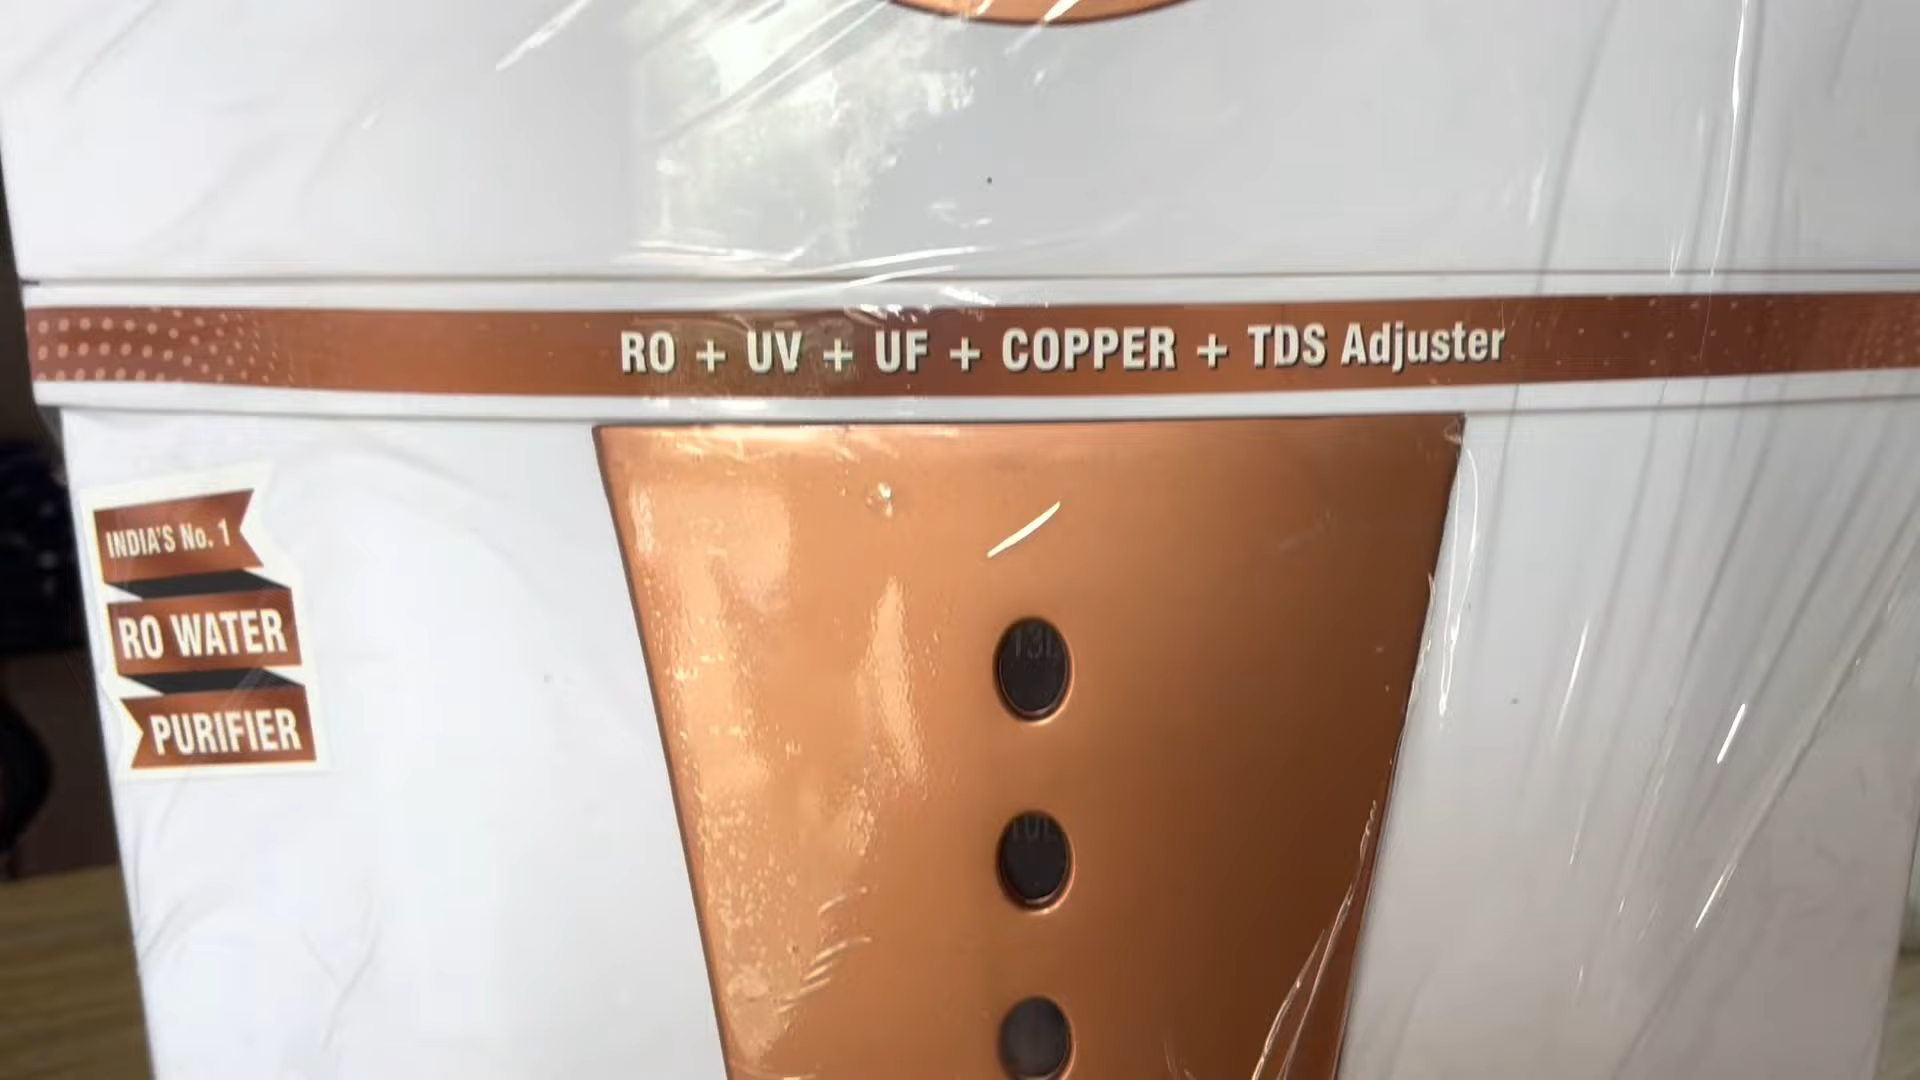 RO + UV + UF + COPPER + TDS Adjuster
INDIA'S No. 1
RO WATER
PURIFIER